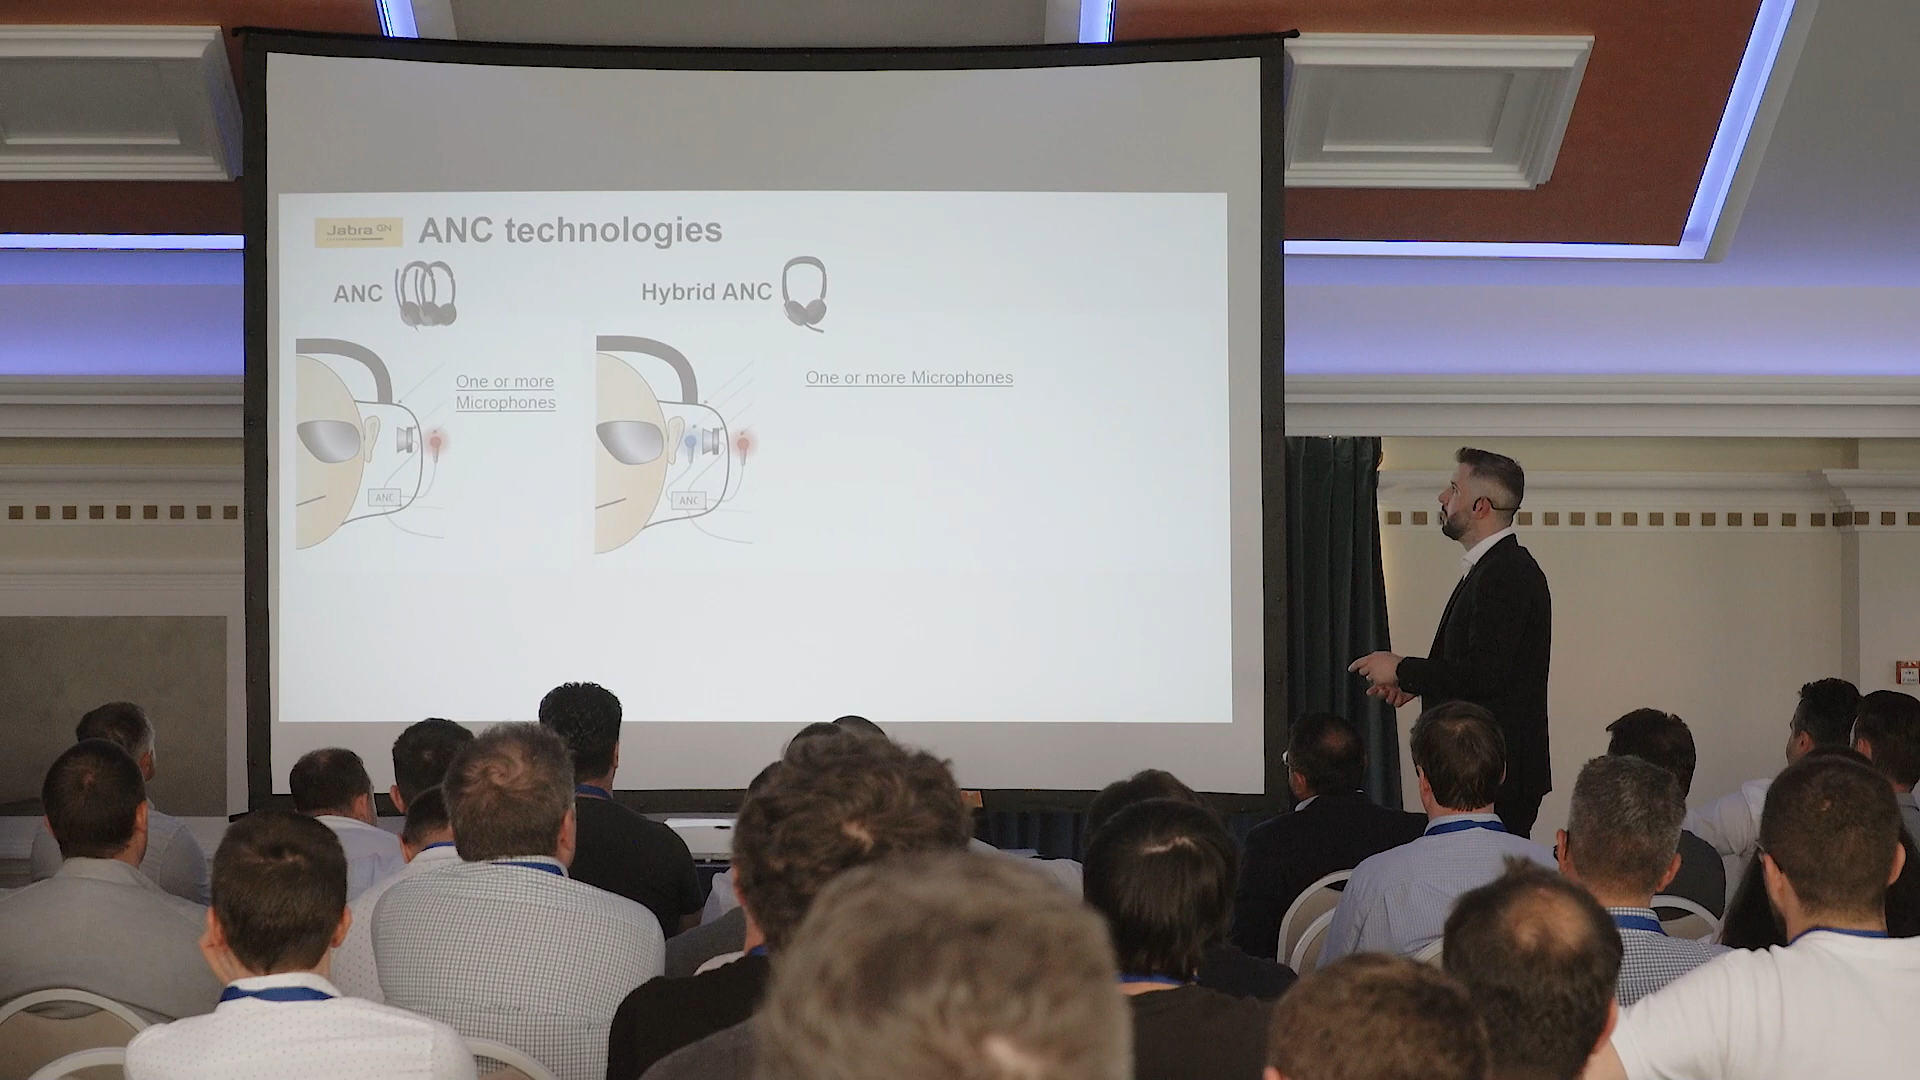 Jabra GN
ANC technologies
ANC
Hybrid ANC
One or more
Microphones
One or more Microphones
ANC
ANC